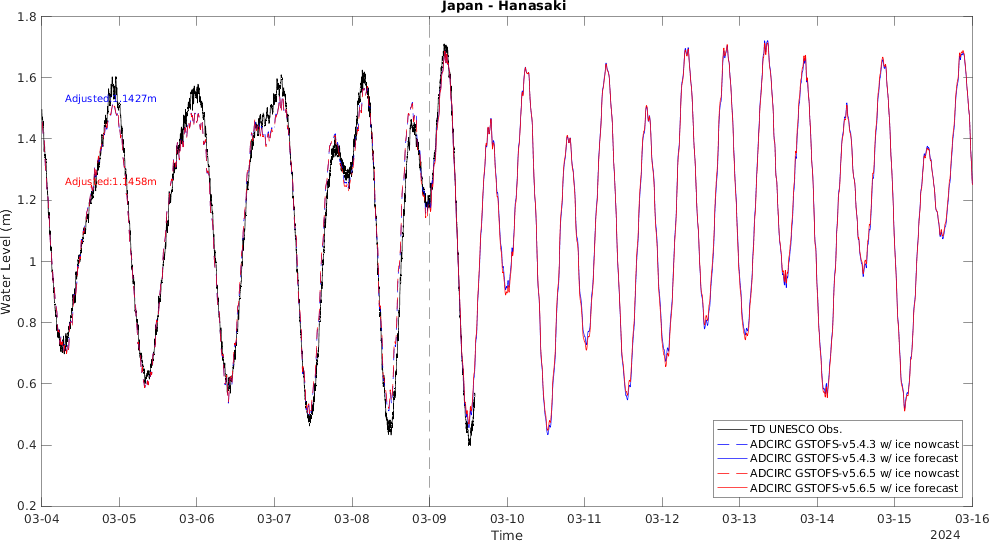 Japan - Hanasaki
1.8
1.6
1.4
1.2
1
0.8
0.6
0.4
0.2
Water Level (m)
Adjusted:1.1427m
Adjusted:1.1458m
TD UNESCO Obs.
ADCIRC GSTOFS-v5.4.3 w/ ice nowcast
ADCIRC GSTOFS-v5.4.3 w/ ice forecast
ADCIRC GSTOFS-v5.6.5 w/ ice nowcast
ADCIRC GSTOFS-v5.6.5 w/ ice forecast
03-04 03-05 03-06 03-07 03-08 03-09 03-10 03-11 03-12 03-13 03-14 03-15 03-16
Time
2024